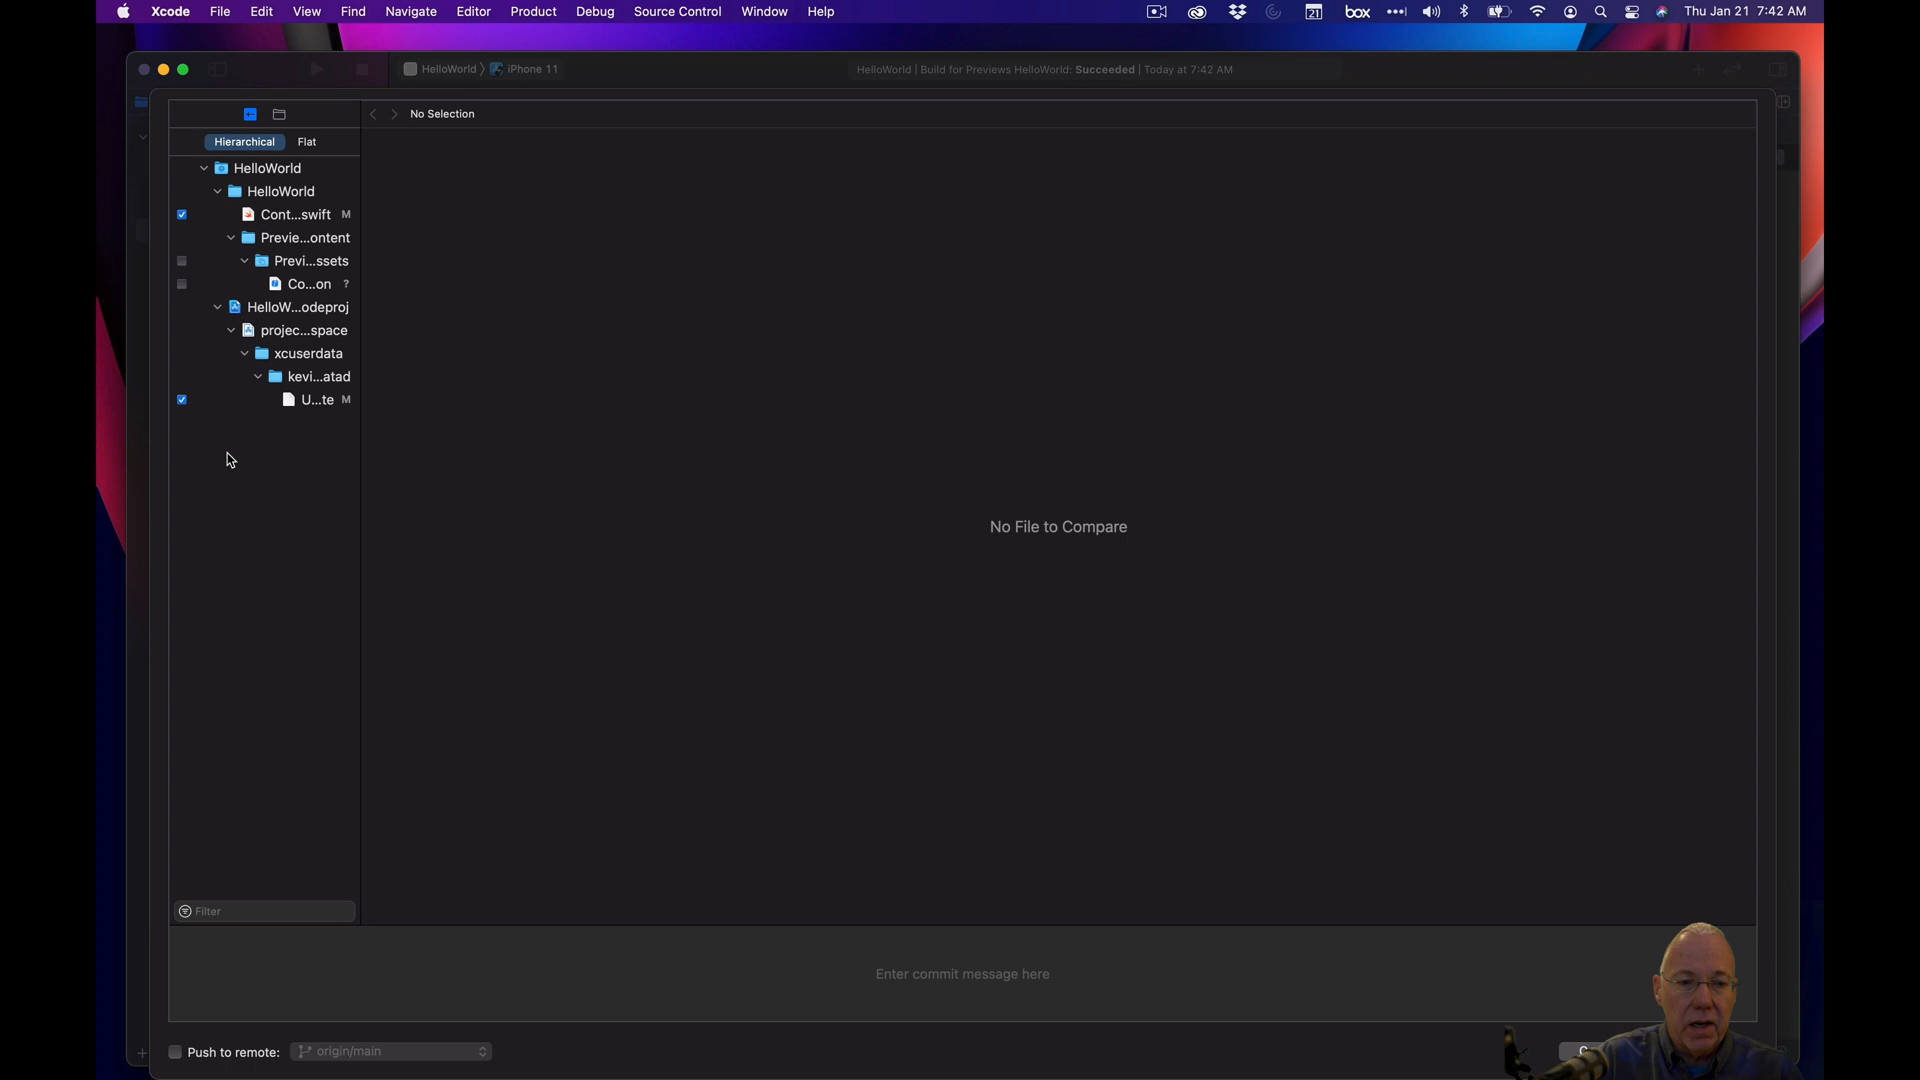 Xcode File Edit View Find Navigate Editor Product Debug Source Control Window Help 21 box Thu Jan 21 7:42 AM
HelloWorld 〉 iPhone 11 HelloWorld | Build for Previews HelloWorld: Succeeded | Today at 7:42 AM
No Selection
Hierarchical Flat
HelloWorld
HelloWorld
Cont...swift M
Previe...ontent
Previ...ssets
Co...on ?
HelloW...odeproj
projec...space
xcuserdata
kevi...atad
U...te M
No File to Compare
Filter
Enter commit message here
Push to remote: origin/main